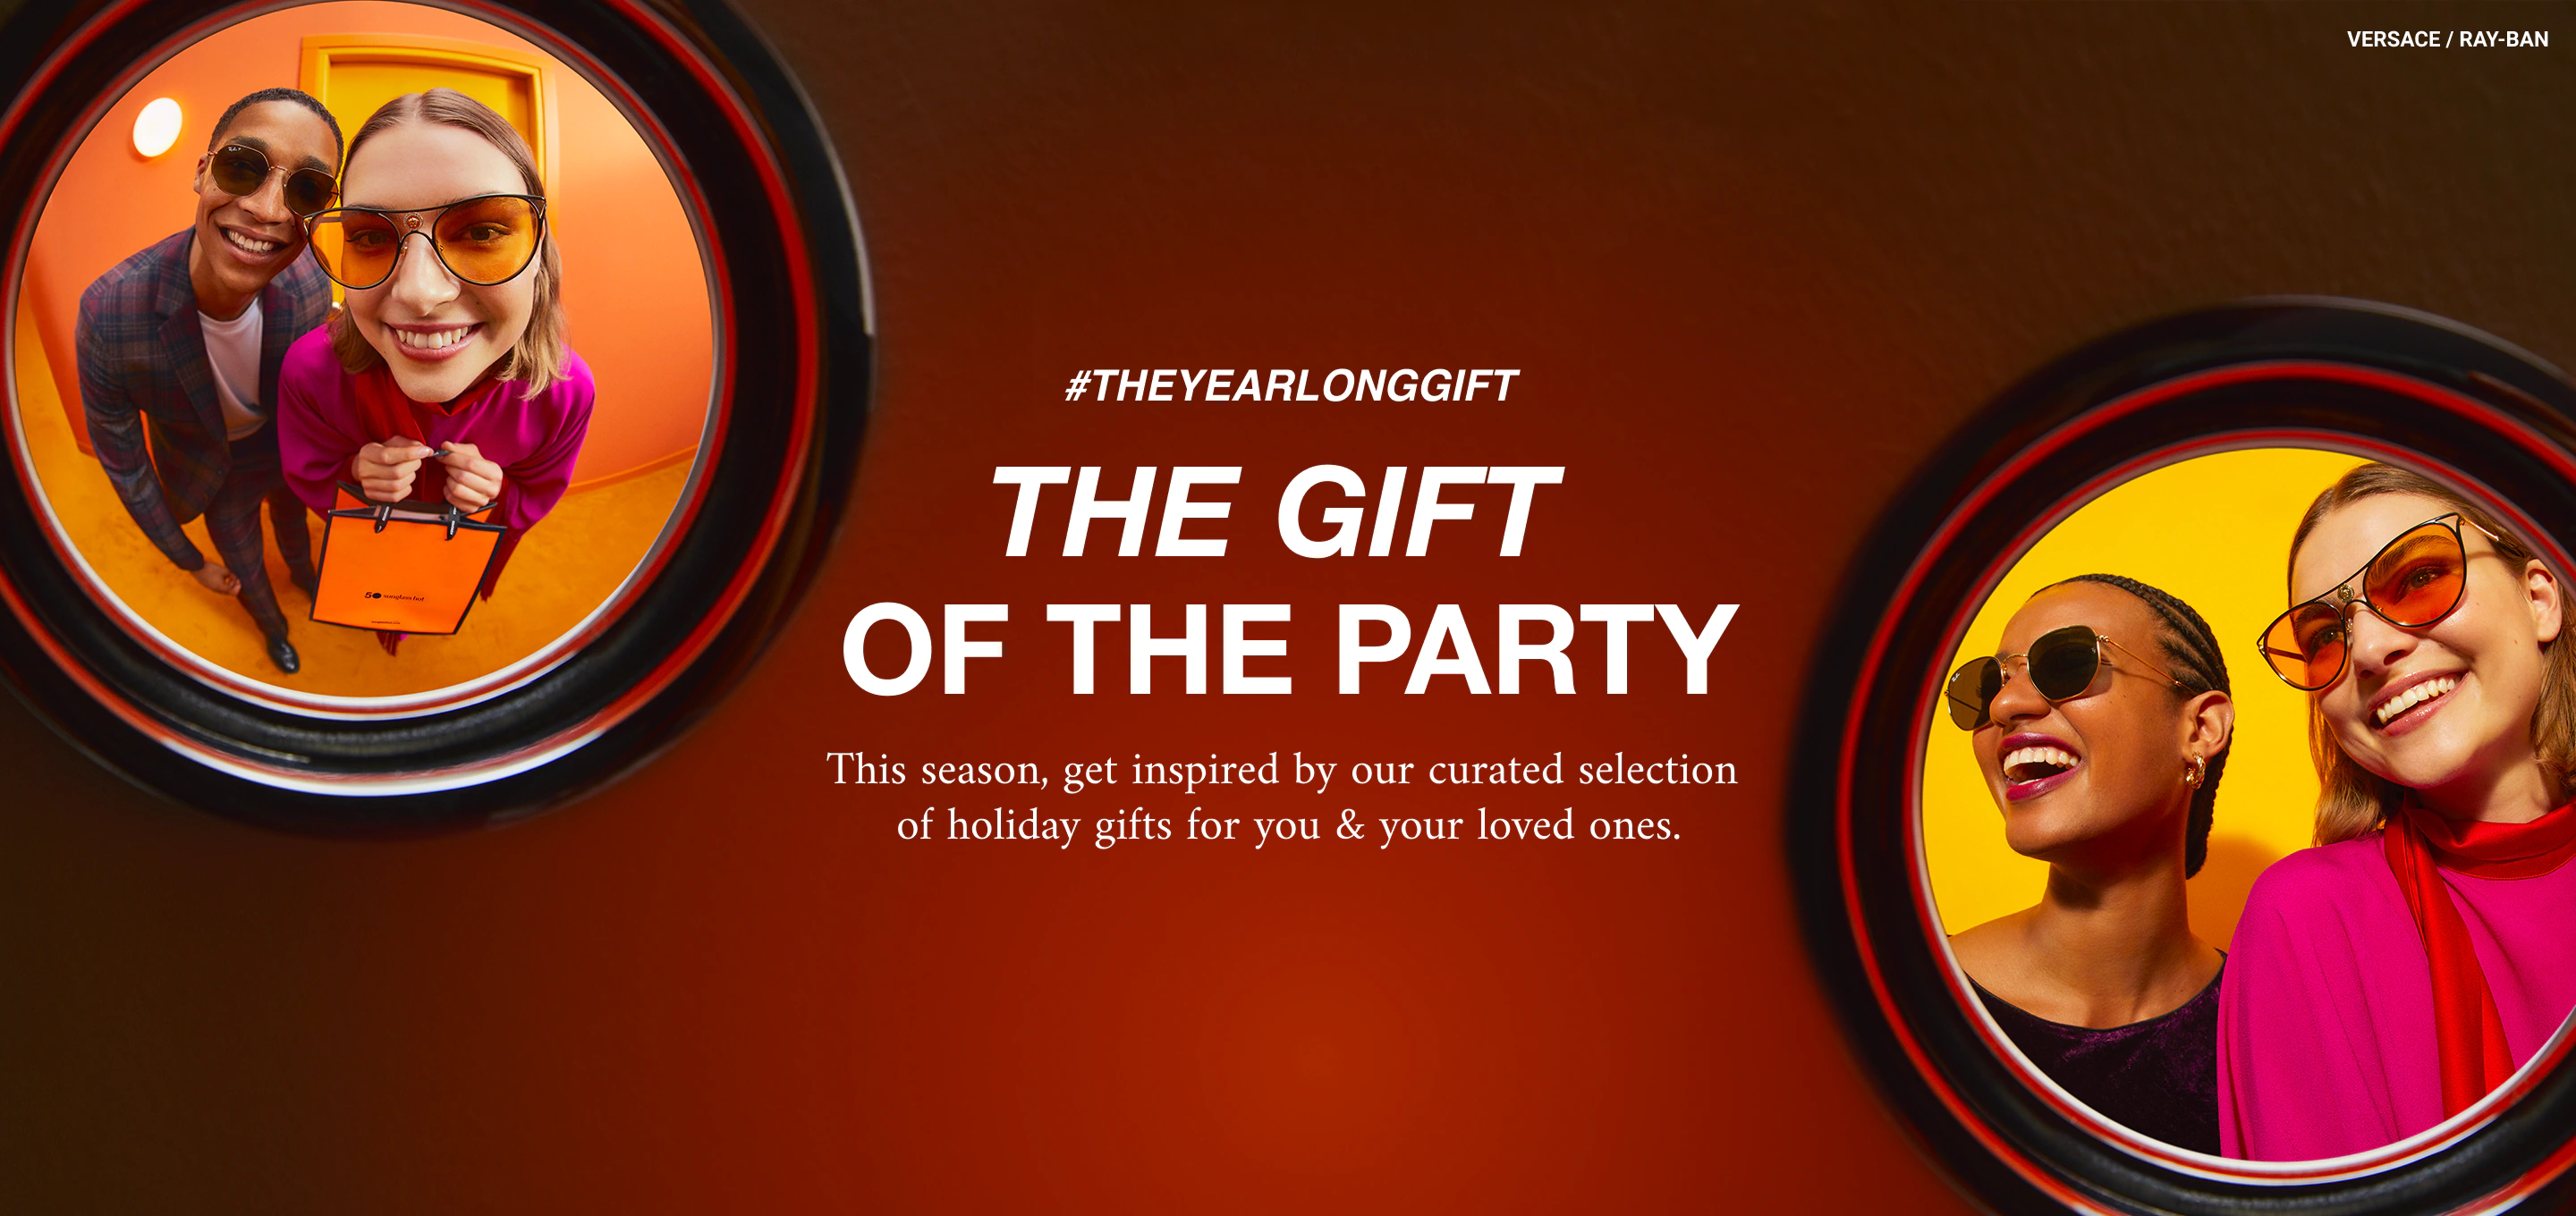 VERSACE / RAY-BAN
#THEYEARLONGGIFT
THE GIFT
OF THE PARTY
This season, get inspired by our curated selection
of holiday gifts for you & your loved ones.
50 sunglass hut